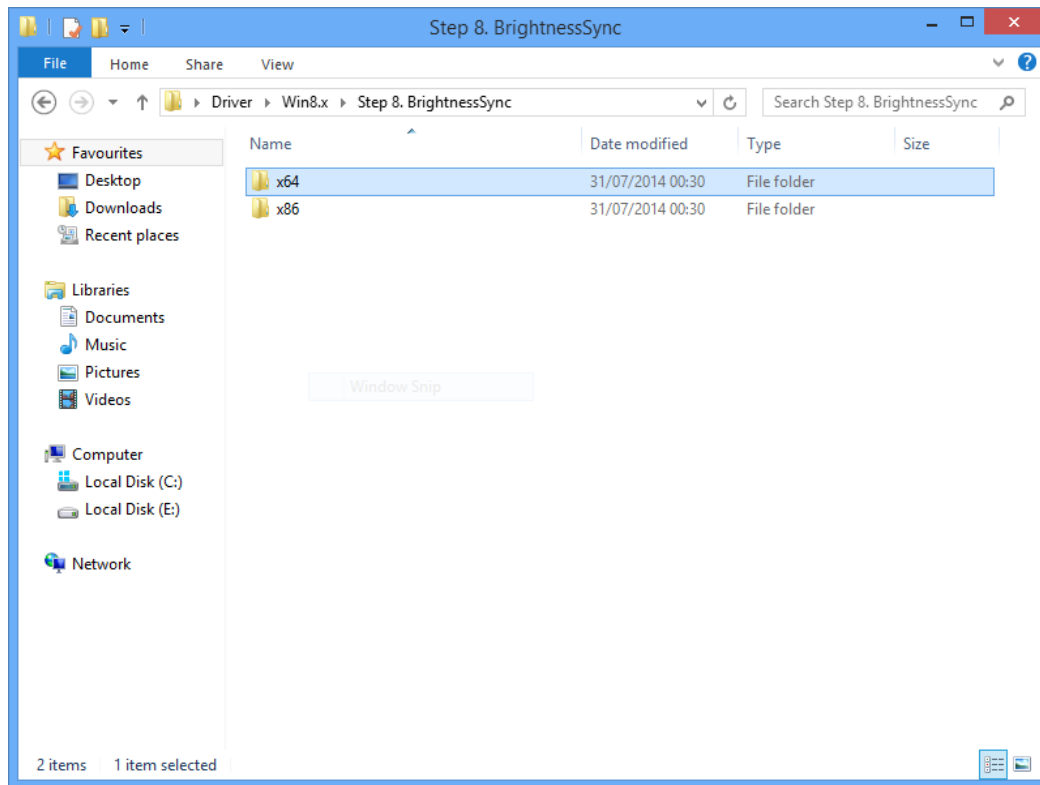 Step 8. BrightnessSync
File Home Share View
Driver Win8.x Step 8. BrightnessSync Search Step 8. BrightnessSync
Name Date modified Type Size
Favourites
Desktop
Downloads
Recent places
Libraries
Documents
Music
Pictures
Videos
Computer
Local Disk (C:)
Local Disk (E:)
Network
x64 31/07/2014 00:30 File folder
x86 31/07/2014 00:30 File folder
Window Snip
2 items 1 item selected